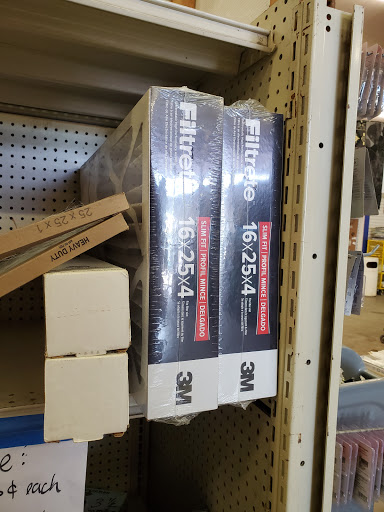 Filtrete
16x25x4
SLIM FIT | PROFIL MINCE | DELGADO
3M
Filtrete
16x25x4
SLIM FIT | PROFIL MINCE | DELGADO
3M
25 x 25 x 1
HEAVY DUTY
e:
¢ each